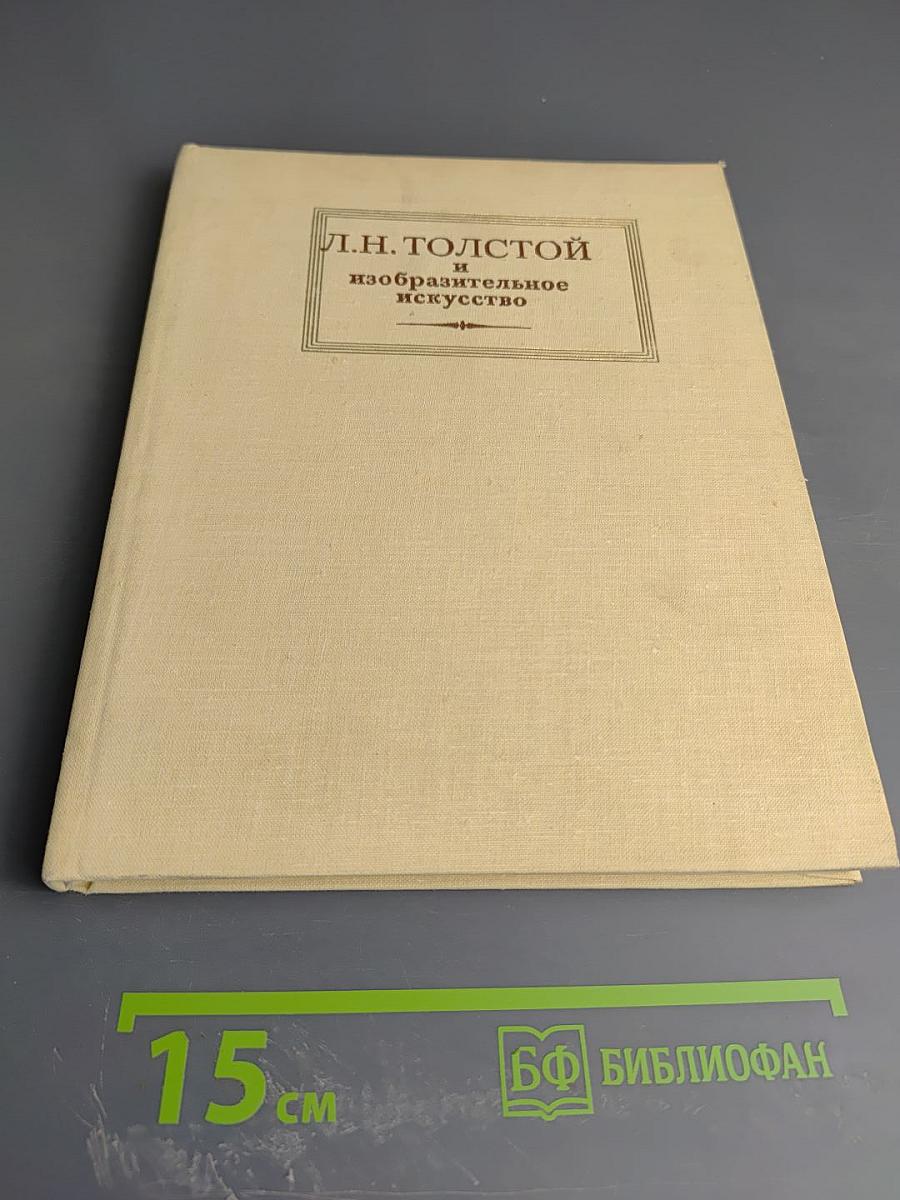 Л.Н. ТОЛСТОЙ
и
изобразительное
искусство
15 см
БФ БИБЛИОФАН